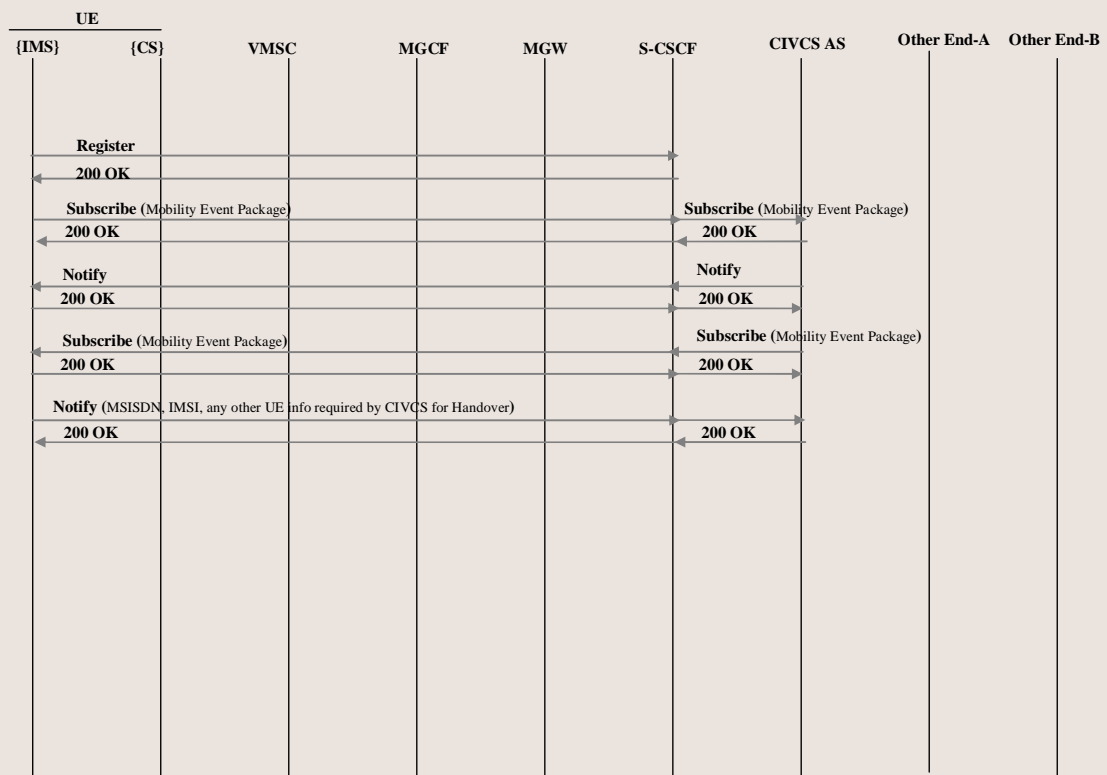 UE
{IMS} {CS} VMSC MGCF MGW S-CSCF CIVCS AS Other End-A Other End-B
Register
200 OK
Subscribe (Mobility Event Package) Subscribe (Mobility Event Package)
200 OK 200 OK
Notify Notify
200 OK 200 OK
Subscribe (Mobility Event Package) Subscribe (Mobility Event Package)
200 OK 200 OK
Notify (MSISDN, IMSI, any other UE info required by CIVCS for Handover)
200 OK 200 OK